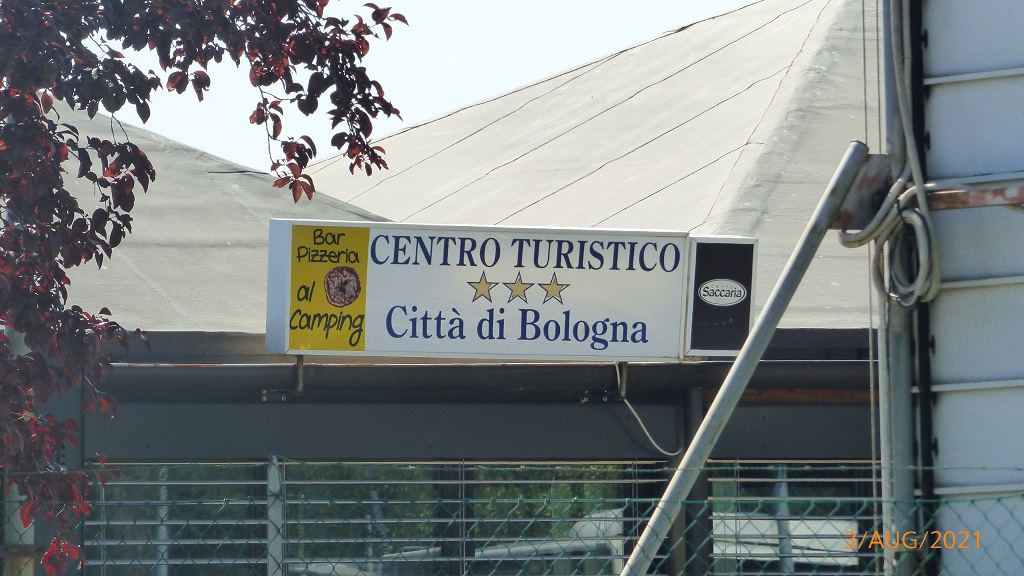 Bar
Pizzeria
al
Camping
CENTRO TURISTICO
Città di Bologna
Saccaria
3/AUG/2021